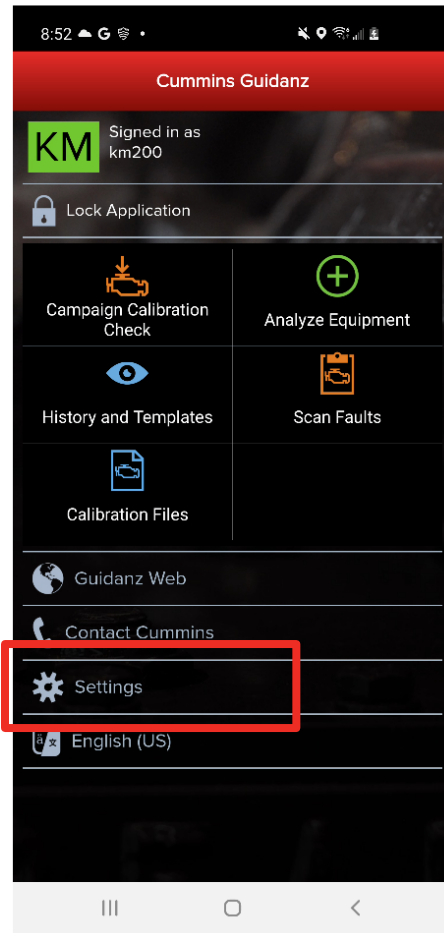 8:52
Cummins Guidanz
KM
Signed in as
km200
Lock Application
Campaign Calibration
Check
Analyze Equipment
History and Templates
Scan Faults
Calibration Files
Guidanz Web
Contact Cummins
Settings
English (US)